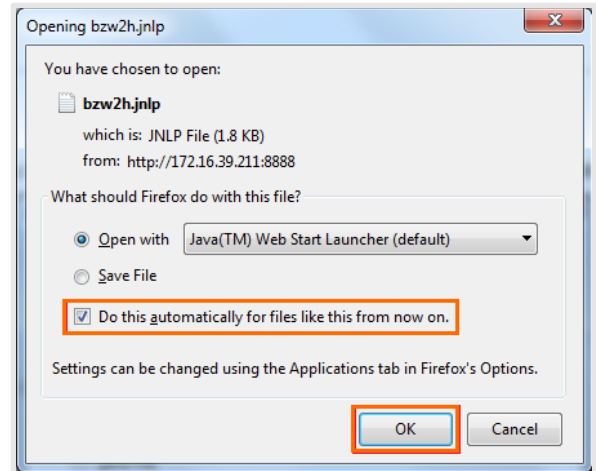 Opening bzw2h.jnlp
You have chosen to open:
bzw2h.jnlp
which is: JNLP File (1.8 KB)
from: http://172.16.39.211:8888
What should Firefox do with this file?
Open with Java(TM) Web Start Launcher (default)
Save File
Do this automatically for files like this from now on.
Settings can be changed using the Applications tab in Firefox's Options.
OK Cancel